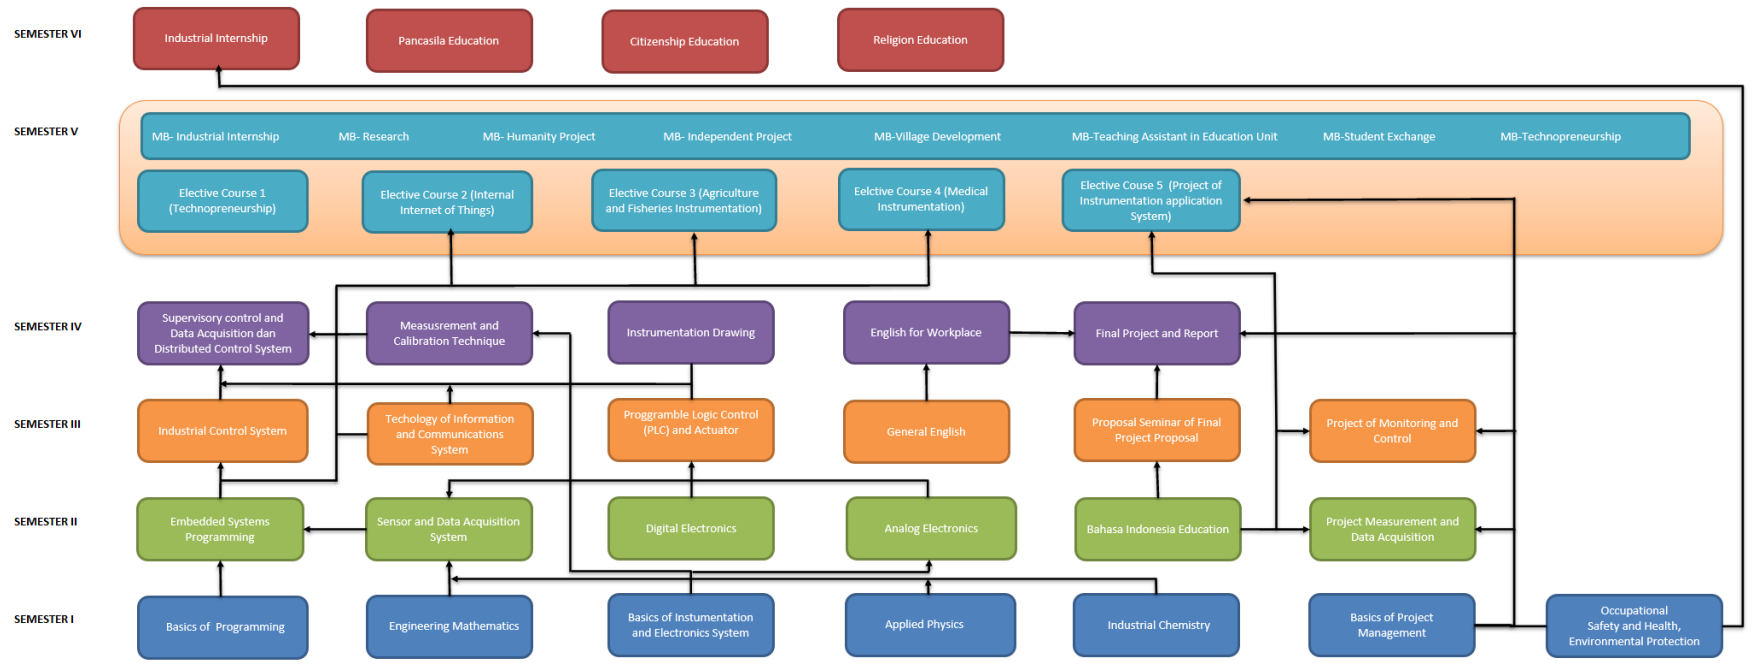 SEMESTER VI
Industrial Internship
Pancasila Education
Citizenship Education
Religion Education
SEMESTER V
MB- Industrial Internship
MB- Research
MB- Humanity Project
MB- Independent Project
MB-Village Development
MB-Teaching Assistant in Education Unit
MB-Student Exchange
MB-Technopreneurship
Elective Course 1
(Technopreneurship)
Elective Course 2 (Internal
Internet of Things)
Elective Course 3 (Agriculture
and Fisheries Instrumentation)
Eelctive Course 4 (Medical
Instrumentation)
Elective Couse 5 (Project of
Instrumentation application
System)
SEMESTER IV
Supervisory control and
Data Acquisition dan
Distributed Control System
Measusrement and
Calibration Technique
Instrumentation Drawing
English for Workplace
Final Project and Report
SEMESTER III
Industrial Control System
Techology of Information
and Communications
System
Proggramble Logic Control
(PLC) and Actuator
General English
Proposal Seminar of Final
Project Proposal
Project of Monitoring and
Control
SEMESTER II
Embedded Systems
Programming
Sensor and Data Acquisition
System
Digital Electronics
Analog Electronics
Bahasa Indonesia Education
Project Measurement and
Data Acquisition
SEMESTER I
Basics of Programming
Engineering Mathematics
Basics of Instumentation
and Electronics System
Applied Physics
Industrial Chemistry
Basics of Project
Management
Occupational
Safety and Health,
Environmental Protection